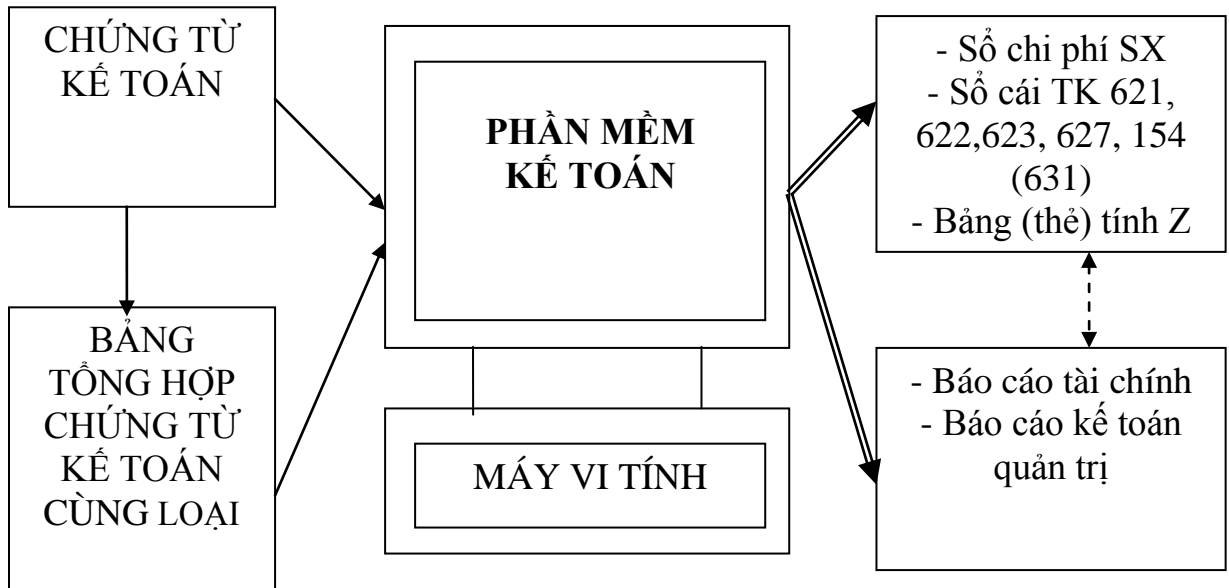 CHỨNG TỪ
KẾ TOÁN
BẢNG
TỔNG HỢP
CHỨNG TỪ
KẾ TOÁN
CÙNG LOẠI
PHẦN MỀM
KẾ TOÁN
MÁY VI TÍNH
- Sổ chi phí SX
- Sổ cái TK 621,
622,623, 627, 154
(631)
- Bảng (thẻ) tính Z
- Báo cáo tài chính
- Báo cáo kế toán
quản trị